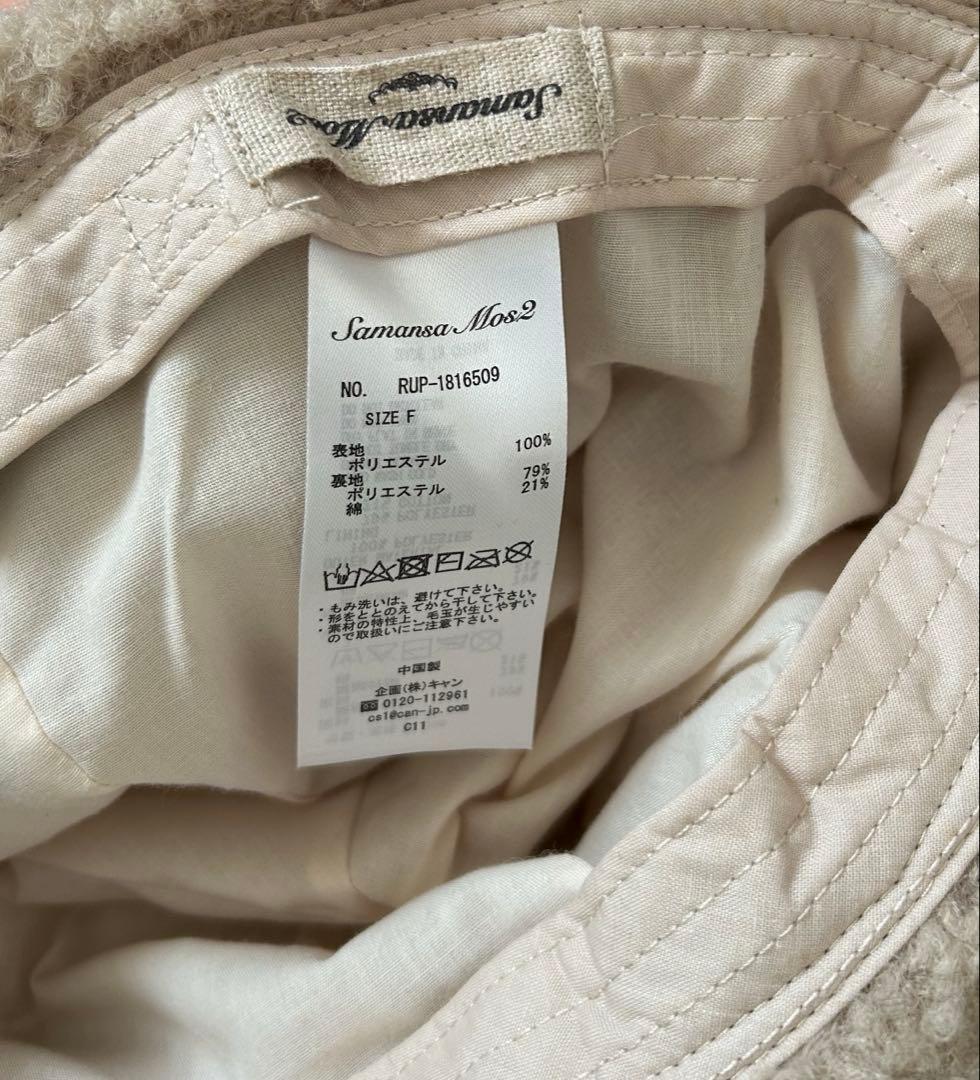 Samansa Mos2
Samansa Mos2
NO. RUP-1816509
SIZE F
表地
ポリエステル 100%
裏地
ポリエステル 79%
綿 21%
・もみ洗いは、避けて下さい。
・形をととのえてから干して下さい。
・素材の特性上、毛玉が生じやすい
ので取扱いにご注意下さい。
中国製
企画(株)キャン
0120-112961
cs1@can-jp.com
C11